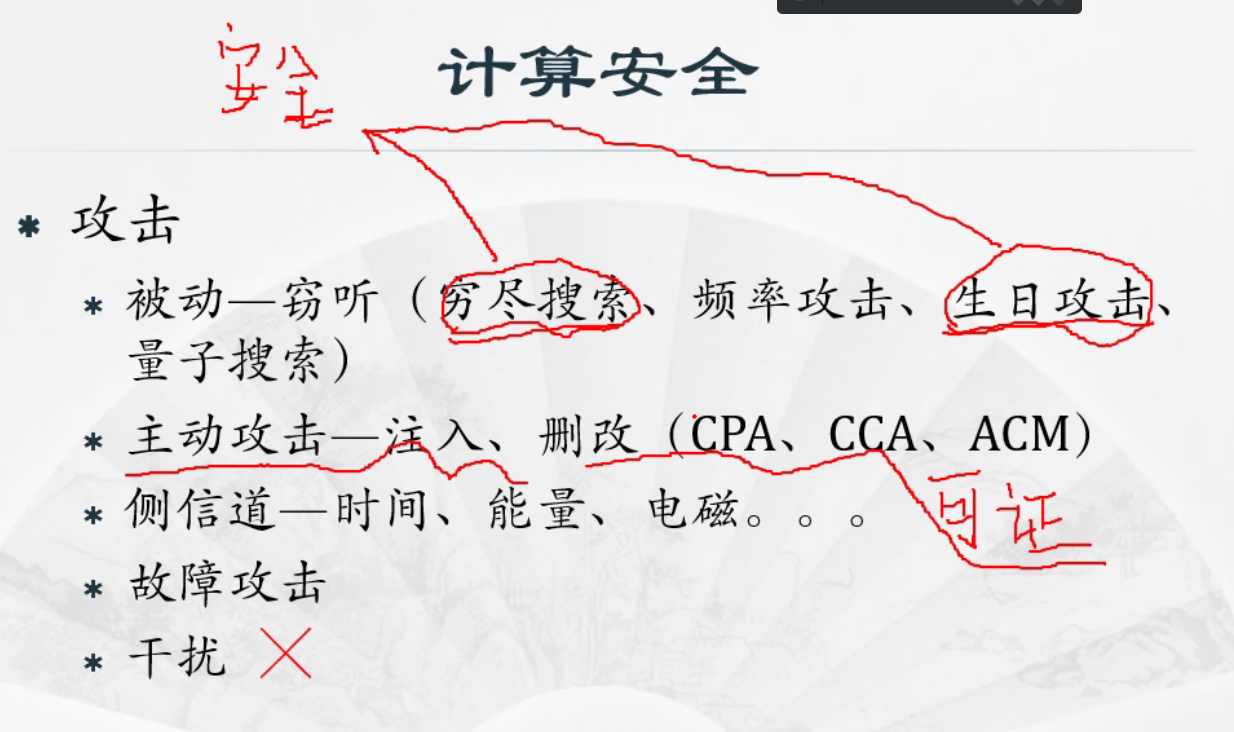 安全
计算安全
* 攻击
* 被动—窃听（穷尽搜索、频率攻击、生日攻击、
量子搜索）
* 主动攻击—注入、删改（CPA、CCA、ACM）
* 侧信道—时间、能量、电磁。。。
* 故障攻击
* 干扰